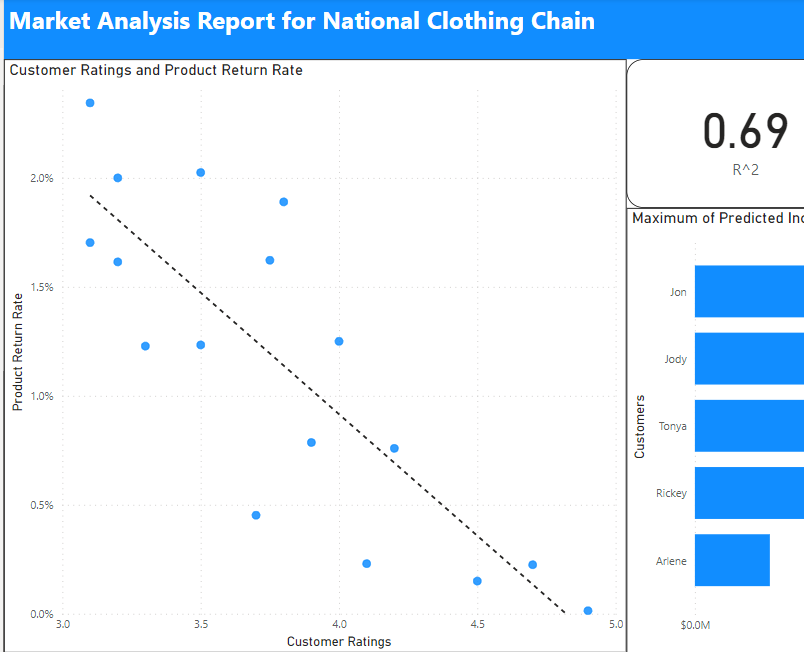 Market Analysis Report for National Clothing Chain
Customer Ratings and Product Return Rate
2.0%
1.5%
1.0%
0.5%
0.0%
Product Return Rate
3.0 3.5 4.0 4.5 5.0
Customer Ratings
0.69
R^2
Maximum of Predicted
Customers
Jon
Jody
Tonya
Rickey
Arlene
$0.0M